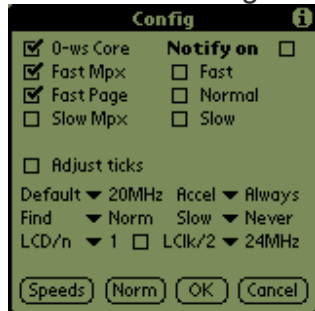 Config
0-ws Core Notify on
Fast Mpx Fast
Fast Page Normal
Slow Mpx Slow
Adjust ticks
Default 20MHz Accel Always
Find Norm Slow Never
LCD/n 1 LClk/2 24MHz
Speeds Norm OK Cancel